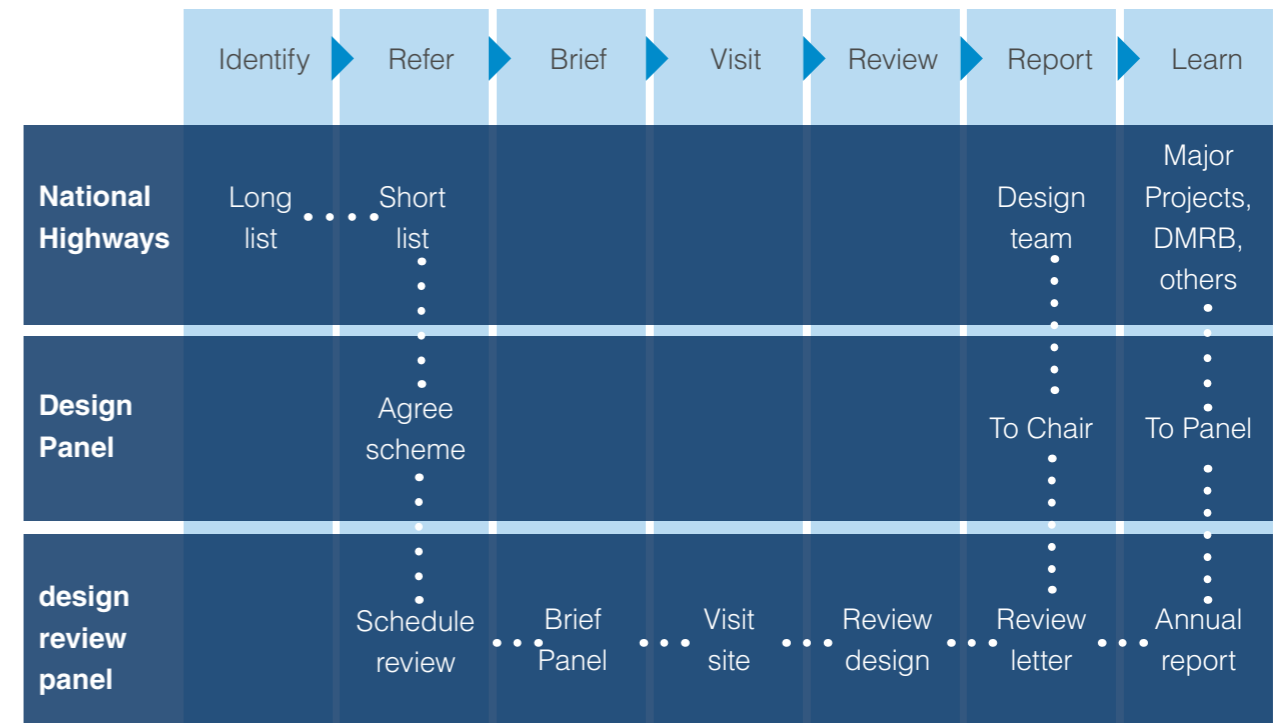 Identify Refer Brief Visit Review Report Learn
National
Highways
Long
list
Short
list
Design
team
Major
Projects,
DMRB,
others
Design
Panel
Agree
scheme
To Chair
To Panel
design
review
panel
Schedule
review
Brief
Panel
Visit
site
Review
design
Review
letter
Annual
report